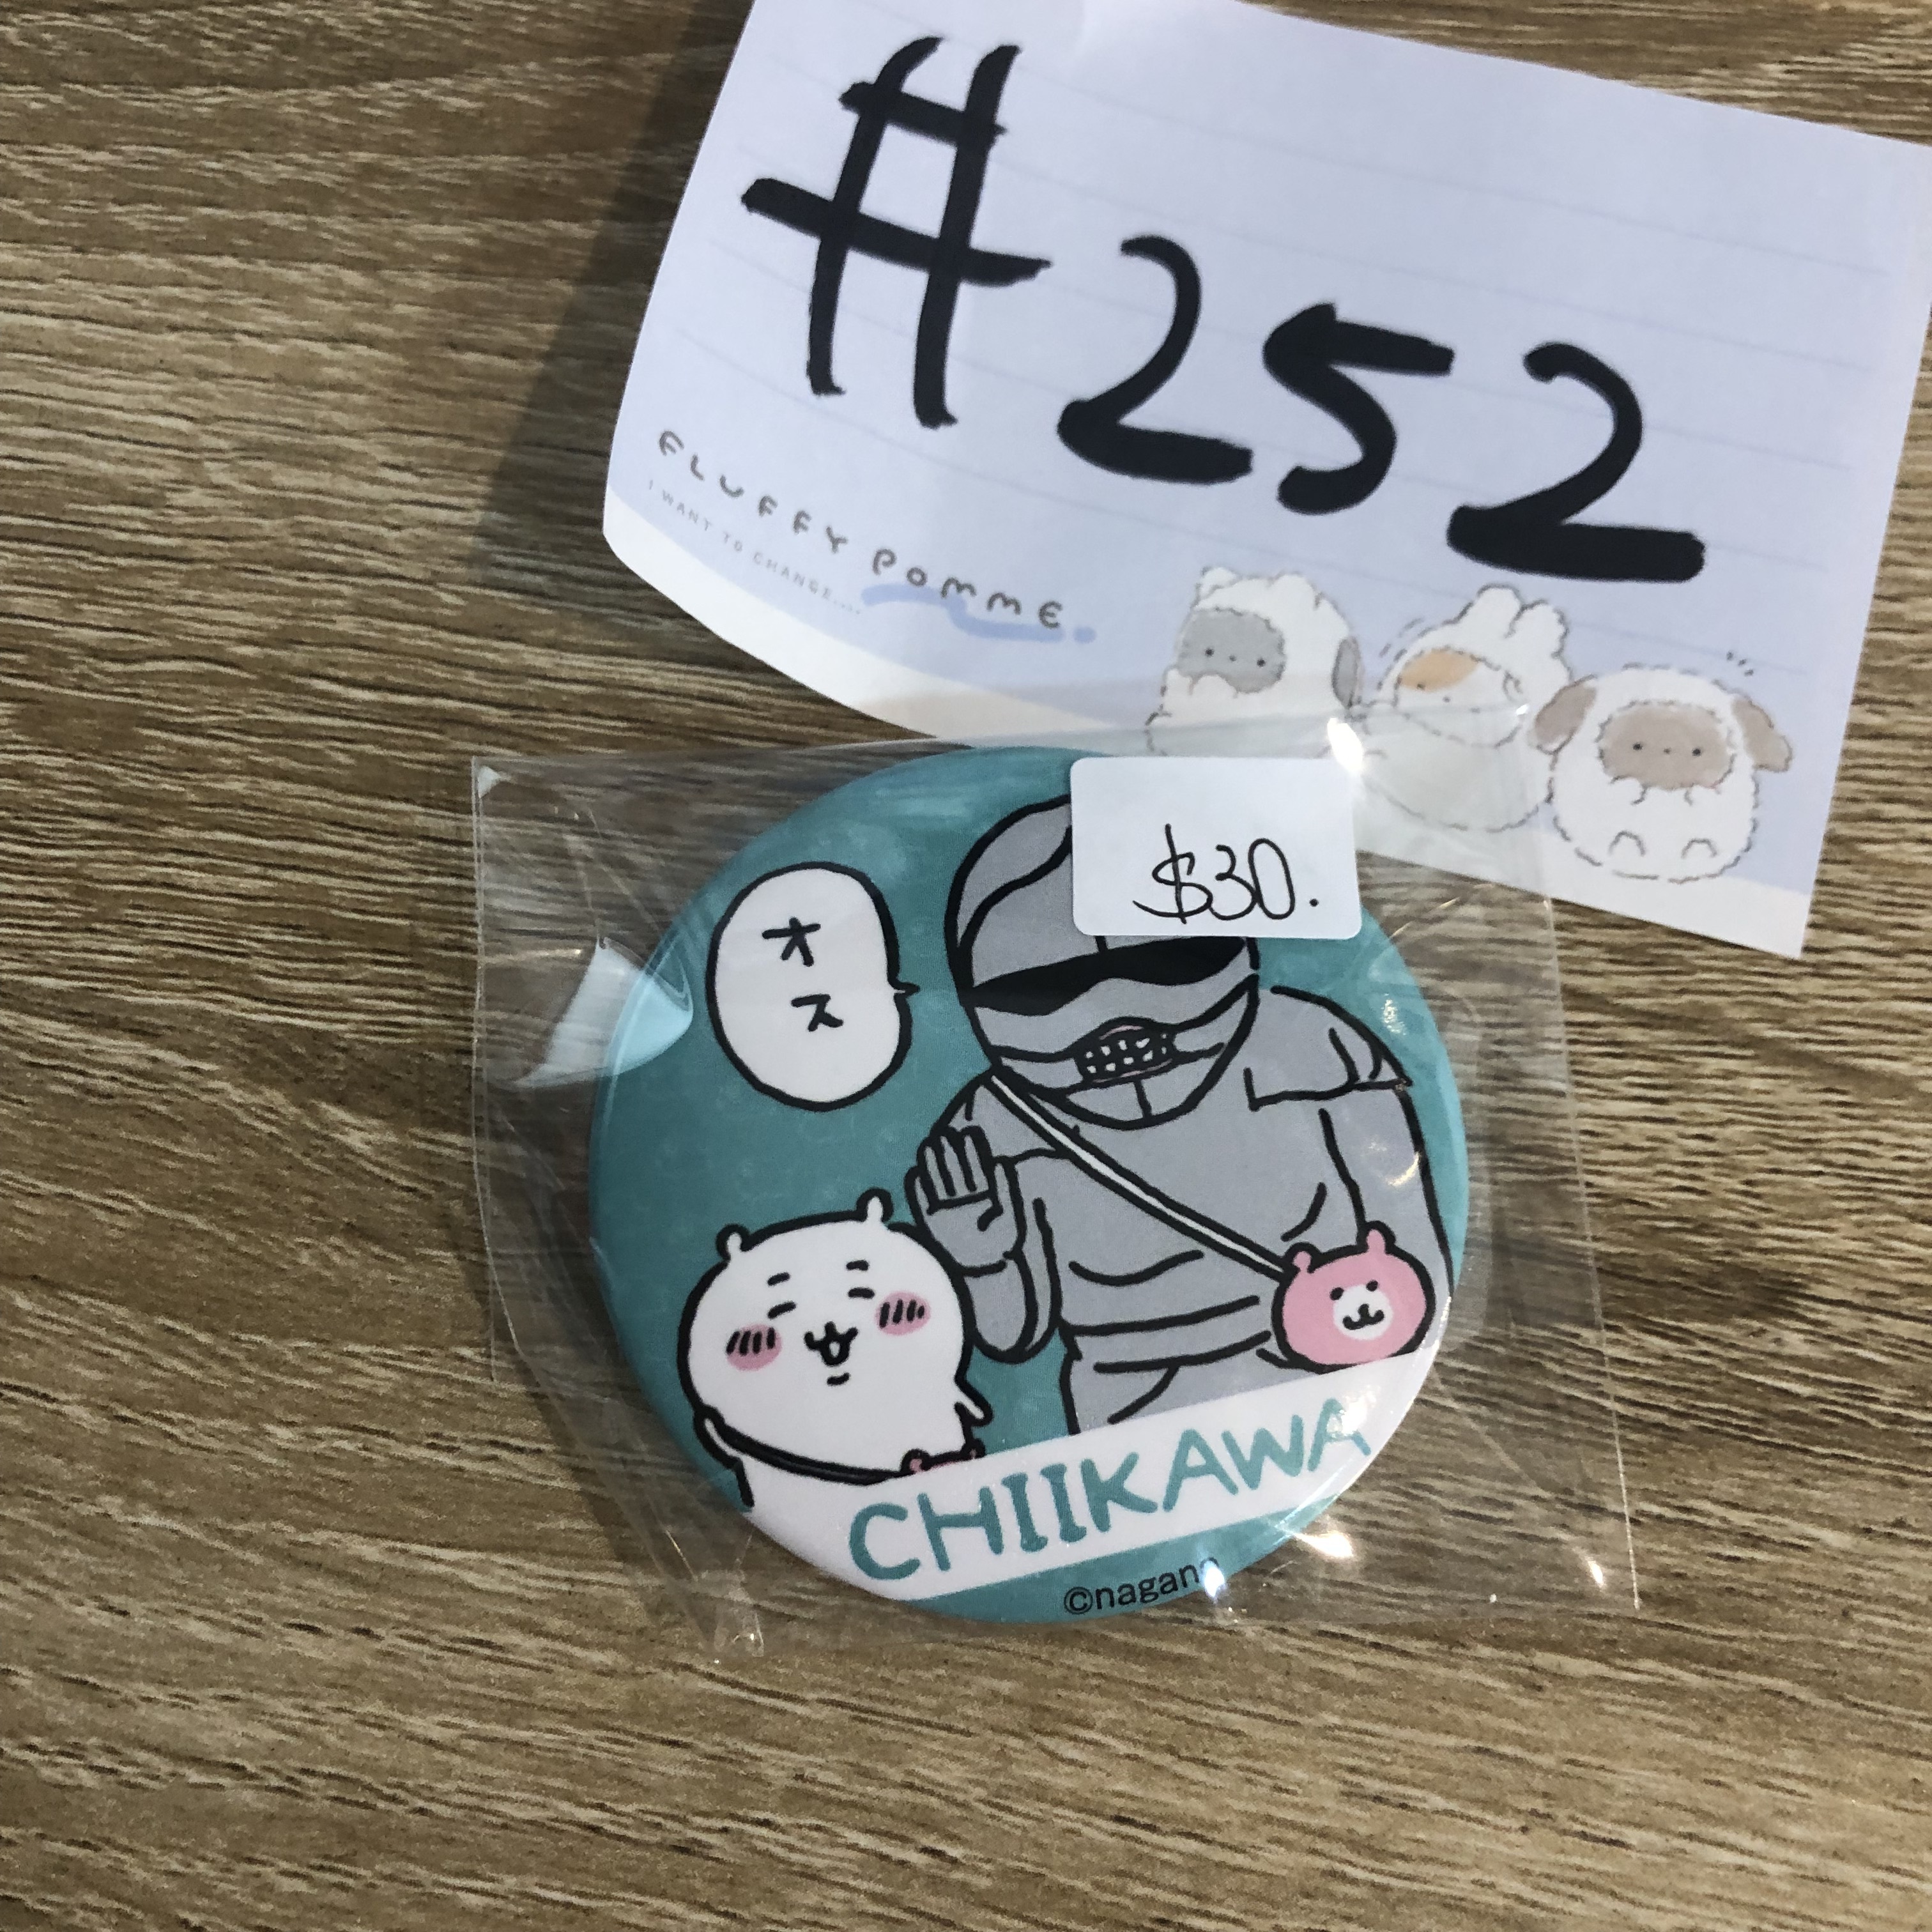 #252
FLUFFY POMME
I WANT TO CHANGE....
$30.
オス
CHIIKAWA
©nagano